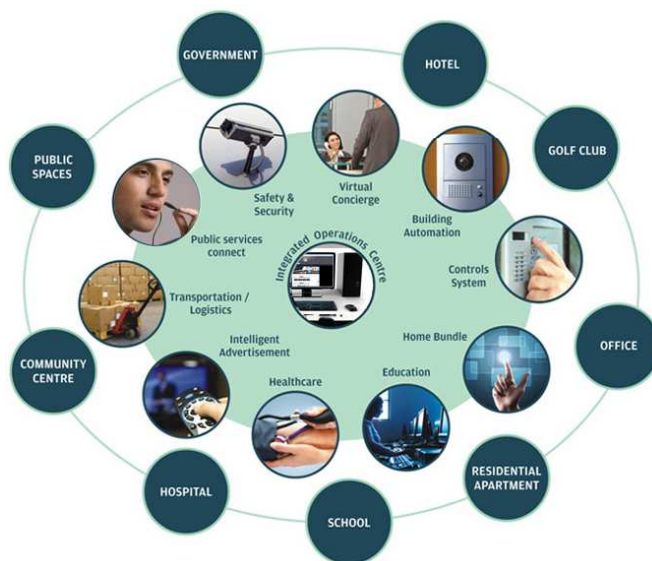 GOVERNMENT
HOTEL
PUBLIC
SPACES
GOLF CLUB
Safety &
Security
Virtual
Concierge
Building
Automation
Public services
connect
Integrated Operations Centre
Controls
System
Transportation /
Logistics
Intelligent
Advertisement
Home Bundle
OFFICE
COMMUNITY
CENTRE
Healthcare
Education
HOSPITAL
SCHOOL
RESIDENTIAL
APARTMENT